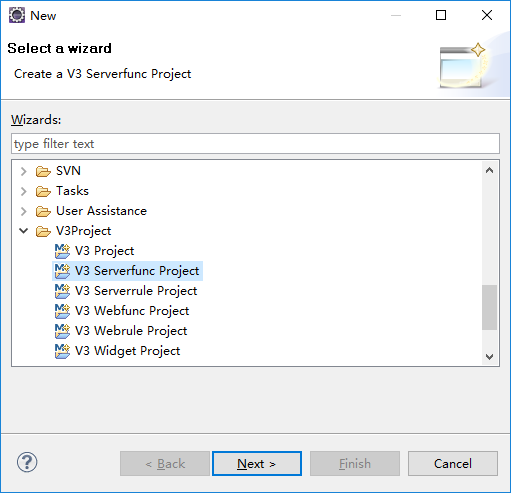 New
Select a wizard
Create a V3 Serverfunc Project
Wizards:
type filter text
SVN
Tasks
User Assistance
V3Project
V3 Project
V3 Serverfunc Project
V3 Serverrule Project
V3 Webfunc Project
V3 Webrule Project
V3 Widget Project
< Back Next > Finish Cancel